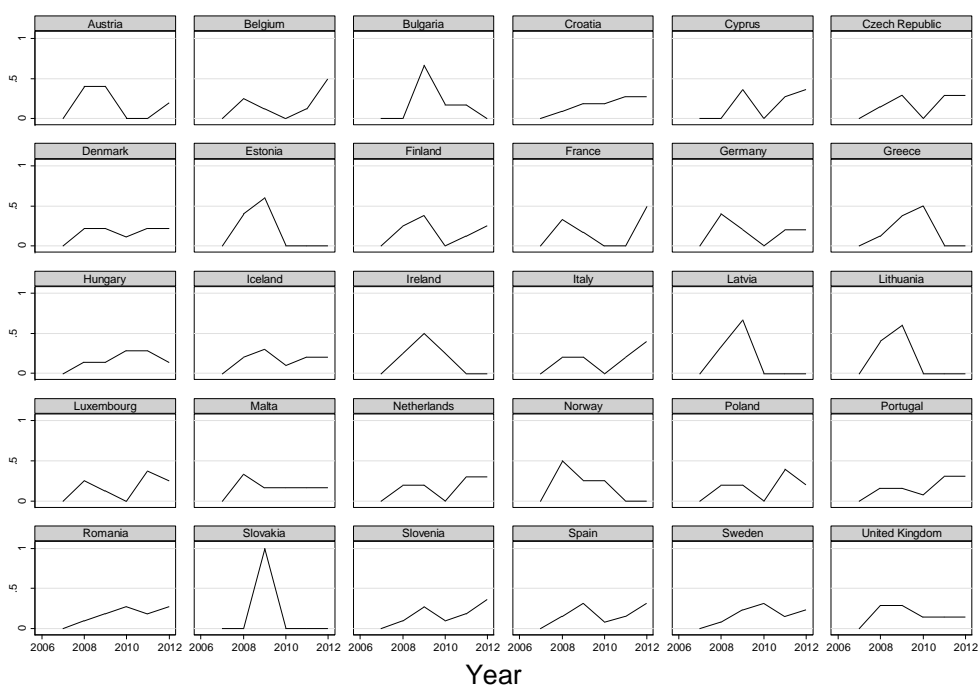 Austria Belgium Bulgaria Croatia Cyprus Czech Republic
1
.5
0
Denmark Estonia Finland France Germany Greece
1
.5
0
Hungary Iceland Ireland Italy Latvia Lithuania
1
.5
0
Luxembourg Malta Netherlands Norway Poland Portugal
1
.5
0
Romania Slovakia Slovenia Spain Sweden United Kingdom
1
.5
0
2006 2008 2010 2012 2006 2008 2010 2012 2006 2008 2010 2012 2006 2008 2010 2012 2006 2008 2010 2012 2006 2008 2010 2012
Year